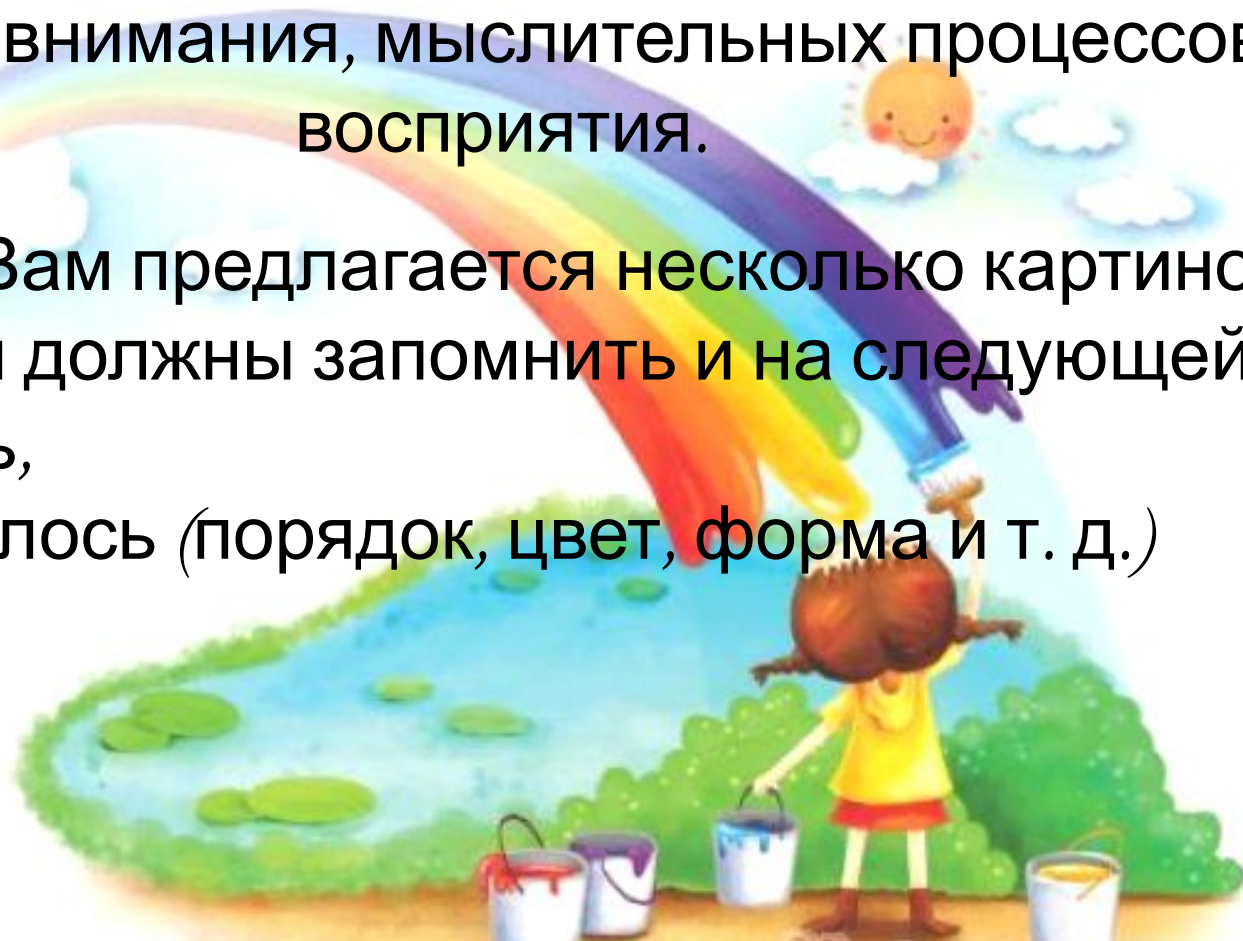 внимания, мыслительных процессов
восприятия.
Вам предлагается несколько картино
должны запомнить и на следующей
ь,
лось (порядок, цвет, форма и т. д.)